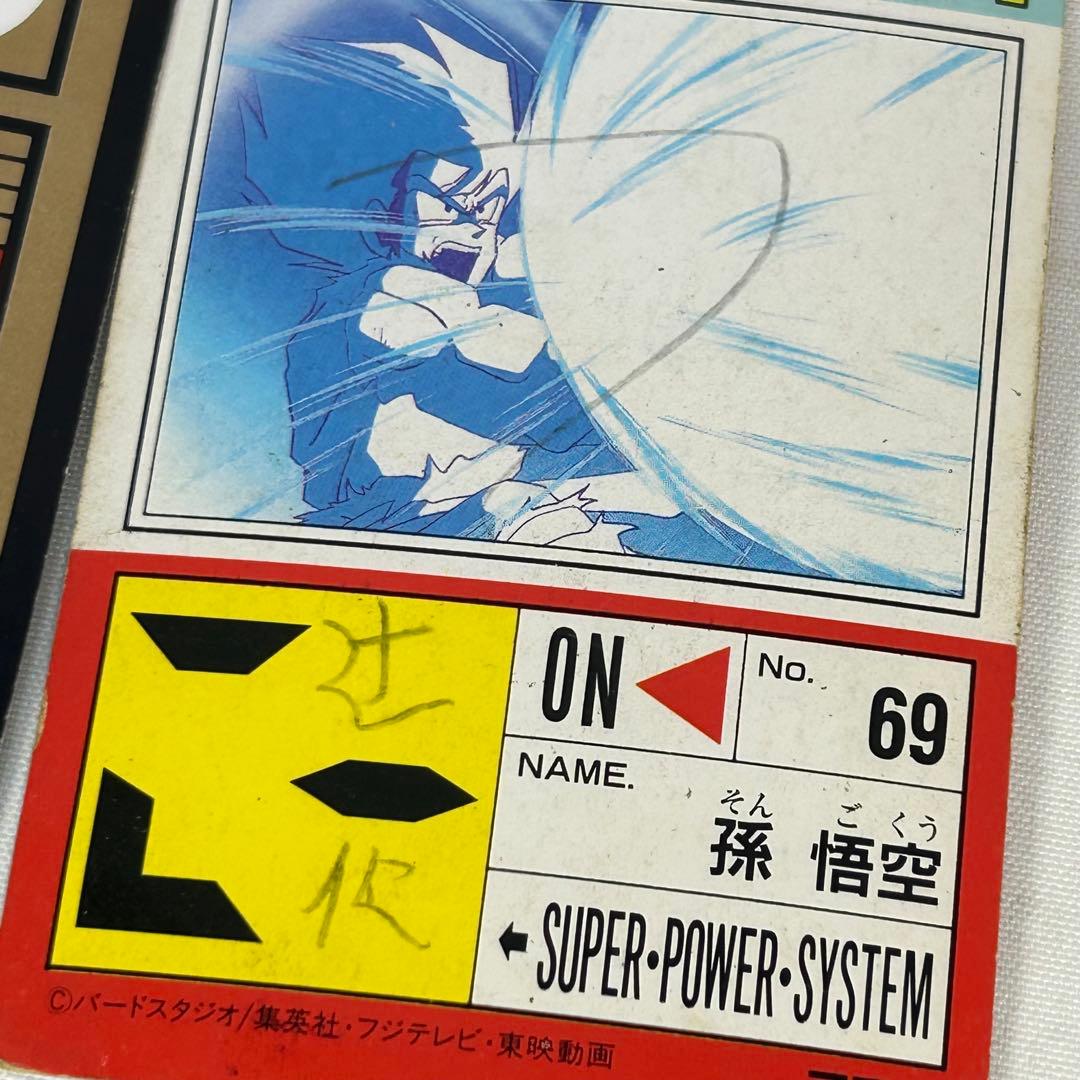 辻
ON
No.
69
NAME.
そん ご くう
孫 悟空
SUPER・POWER・SYSTEM
©バードスタジオ/集英社・フジテレビ・東映動画